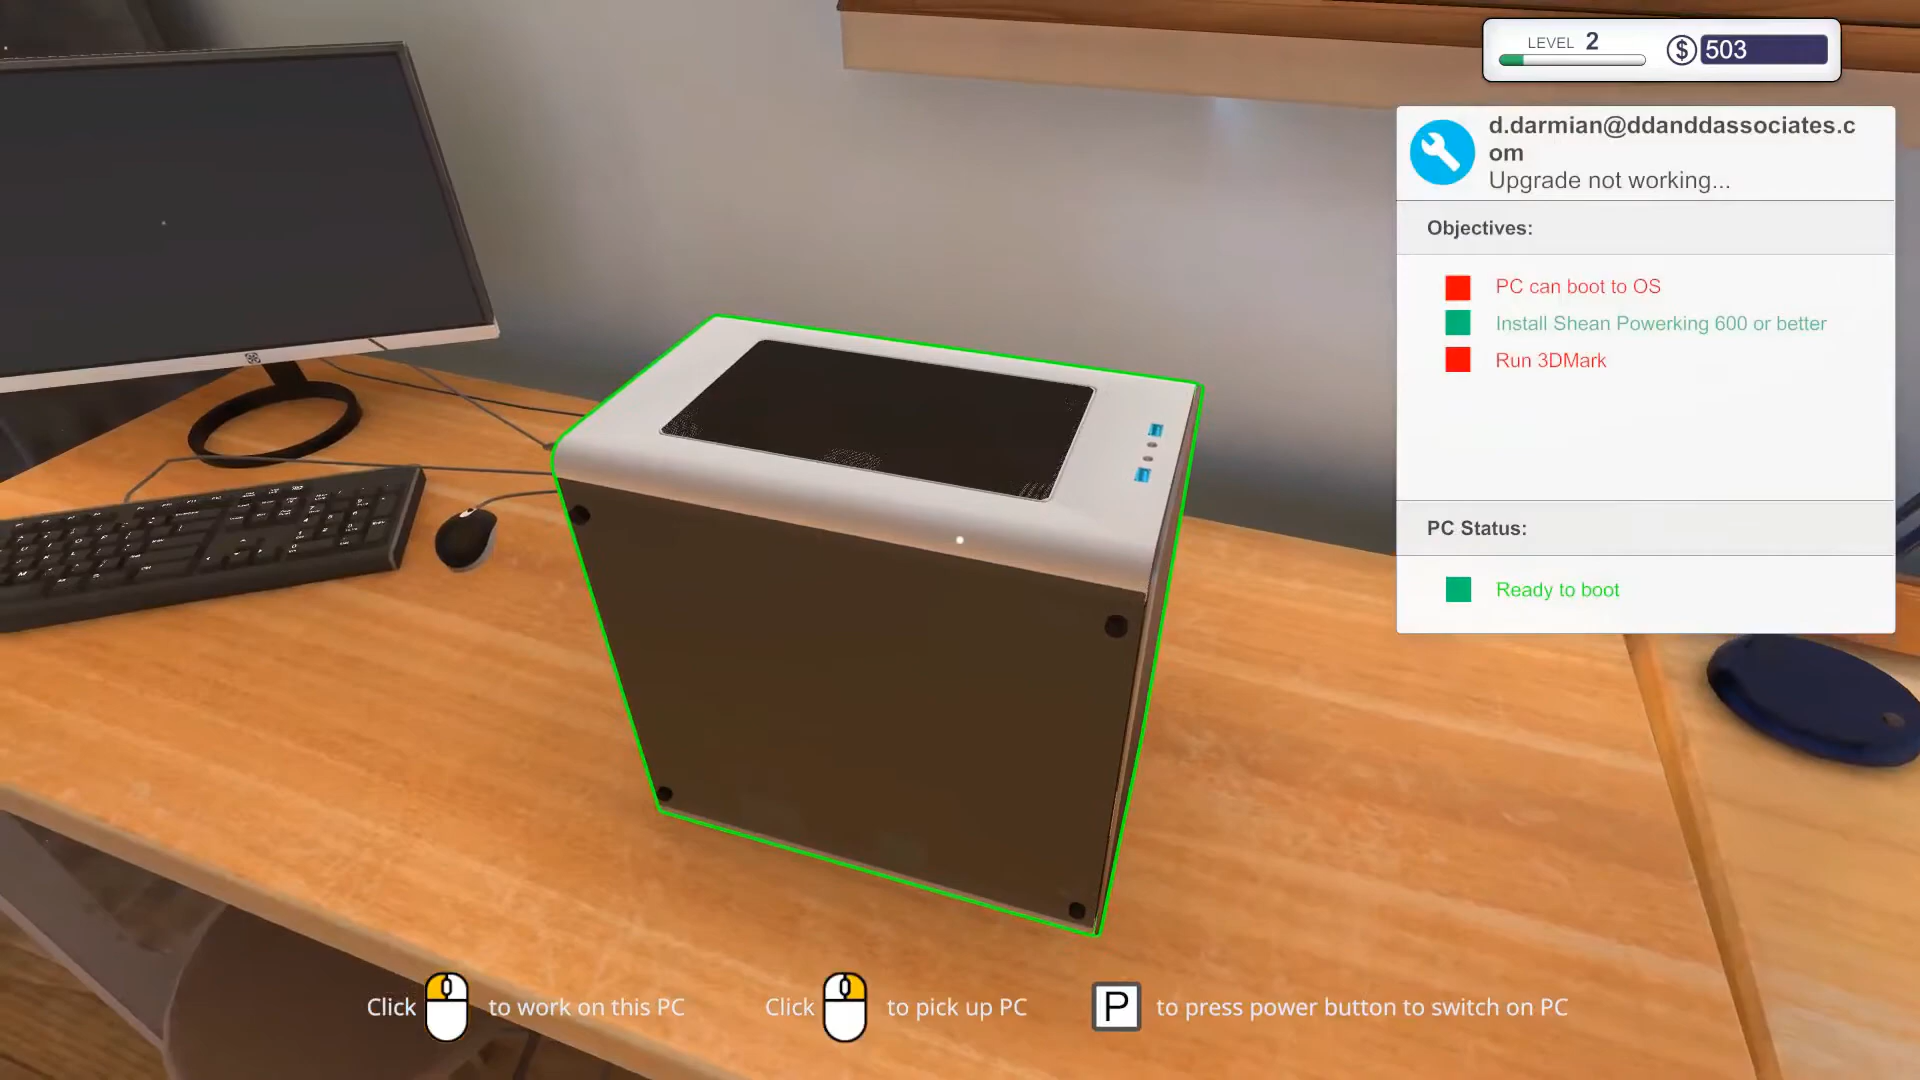 LEVEL 2
$ 503
d.darmian@ddanddassociates.c
om
Upgrade not working...
Objectives:
PC can boot to OS
Install Shean Powerking 600 or better
Run 3DMark
PC Status:
Ready to boot
Click to work on this PC
Click to pick up PC
P to press power button to switch on PC